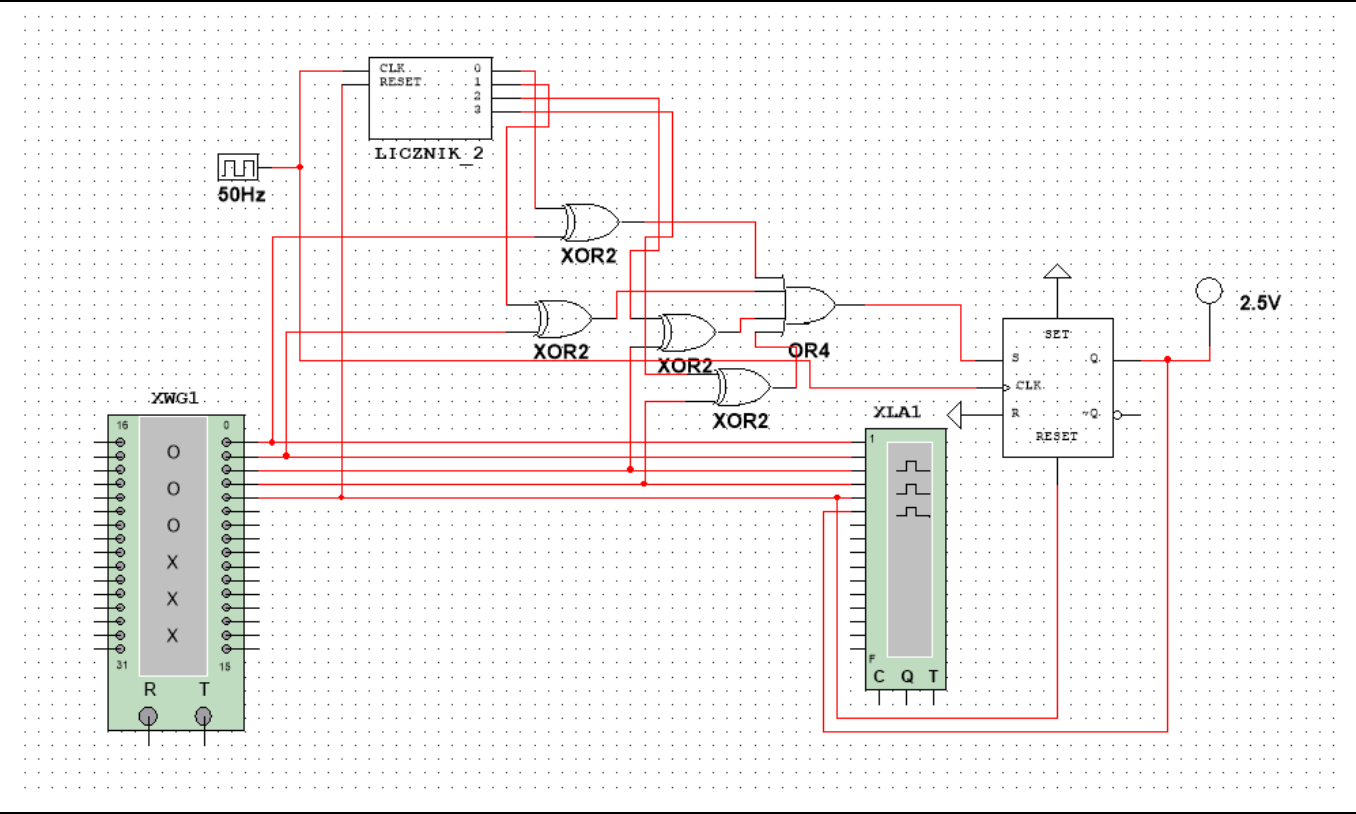 CLK 0
RESET 1
2
3
LICZNIK_2
50Hz
XOR2
XOR2
XOR2
XOR2
OR4
2.5V
SET
S Q
CLK
R ~Q
RESET
XWG1
16 0
O
O
O
X
X
X
31 15
R T
XLA1
1
F
C Q T